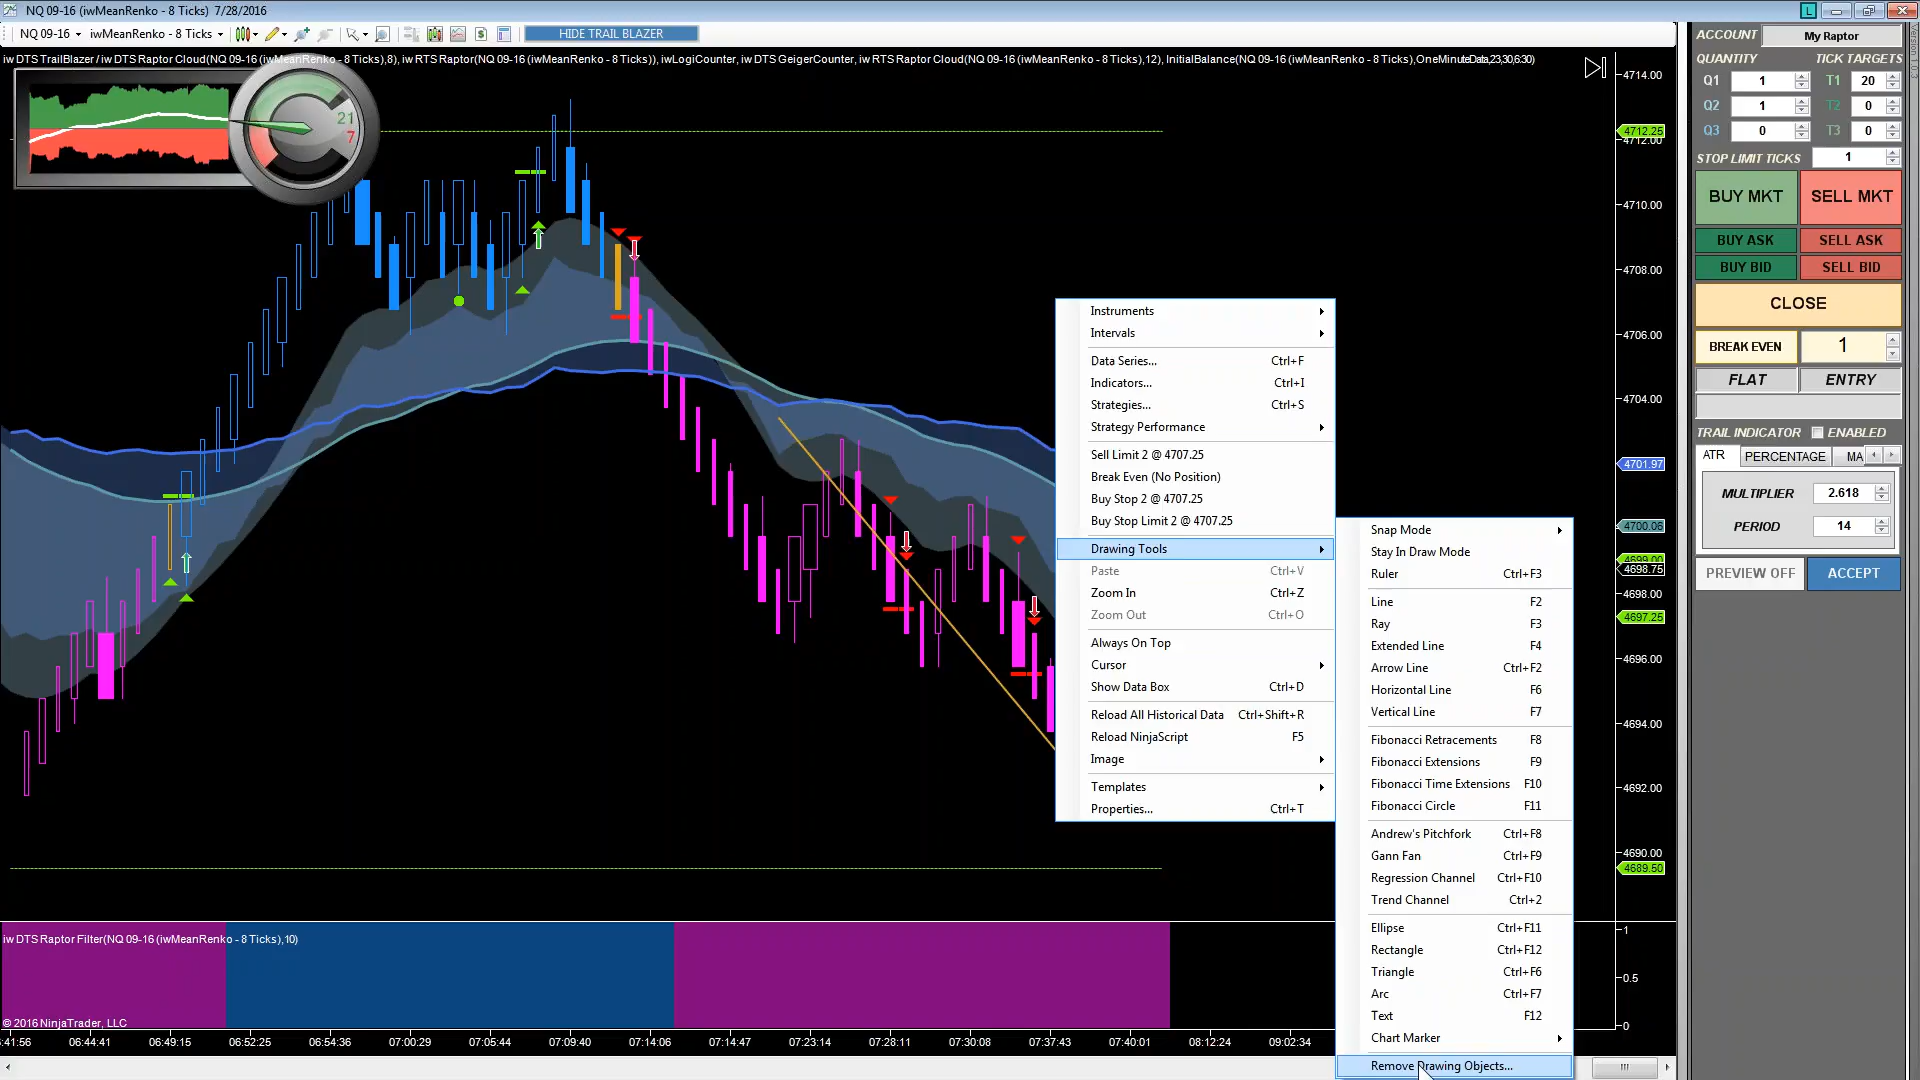 NQ 09-16 (iwMeanRenko - 8 Ticks) 7/28/2016
L
NQ 09-16
iwMeanRenko - 8 Ticks
HIDE TRAIL BLAZER
21
7
4714.00
4712.25
4712.00
4710.00
4708.00
4706.00
4704.00
4701.97
4700.06
4699.00
4698.75
4698.00
4697.25
4696.00
4694.00
4692.00
4690.00
4689.50
Instruments
Intervals
Data Series... Ctrl+F
Indicators... Ctrl+I
Strategies... Ctrl+S
Strategy Performance
Sell Limit 2 @ 4707.25
Break Even (No Position)
Buy Stop 2 @ 4707.25
Buy Stop Limit 2 @ 4707.25
Drawing Tools
Paste Ctrl+V
Zoom In Ctrl+Z
Zoom Out Ctrl+O
Always On Top
Cursor
Show Data Box Ctrl+D
Reload All Historical Data Ctrl+Shift+R
Reload NinjaScript F5
Image
Templates
Properties... Ctrl+T
Snap Mode
Stay In Draw Mode
Ruler Ctrl+F3
Line F2
Ray F3
Extended Line F4
Arrow Line Ctrl+F2
Horizontal Line F6
Vertical Line F7
Fibonacci Retracements F8
Fibonacci Extensions F9
Fibonacci Time Extensions F10
Fibonacci Circle F11
Andrew's Pitchfork Ctrl+F8
Gann Fan Ctrl+F9
Regression Channel Ctrl+F10
Trend Channel Ctrl+2
Ellipse Ctrl+F11
Rectangle Ctrl+F12
Triangle Ctrl+F6
Arc Ctrl+F7
Text F12
Chart Marker
Remove Drawing Objects...
iw DTS Raptor Filter(NQ 09-16 (iwMeanRenko - 8 Ticks),10)
© 2016 NinjaTrader, LLC
1
0.5
0
:41:56 06:44:41 06:49:15 06:52:25 06:54:36 07:00:29 07:05:44 07:09:40 07:14:06 07:14:47 07:23:14 07:28:11 07:30:08 07:37:43 07:40:01 08:12:24 09:02:34
ACCOUNT My Raptor
QUANTITY TICK TARGETS
Q1 1 T1 20
Q2 1 T2 0
Q3 0 T3 0
STOP LIMIT TICKS 1
BUY MKT SELL MKT
BUY ASK SELL ASK
BUY BID SELL BID
CLOSE
BREAK EVEN 1
FLAT ENTRY
TRAIL INDICATOR ENABLED
ATR PERCENTAGE MA
MULTIPLIER 2.618
PERIOD 14
PREVIEW OFF ACCEPT